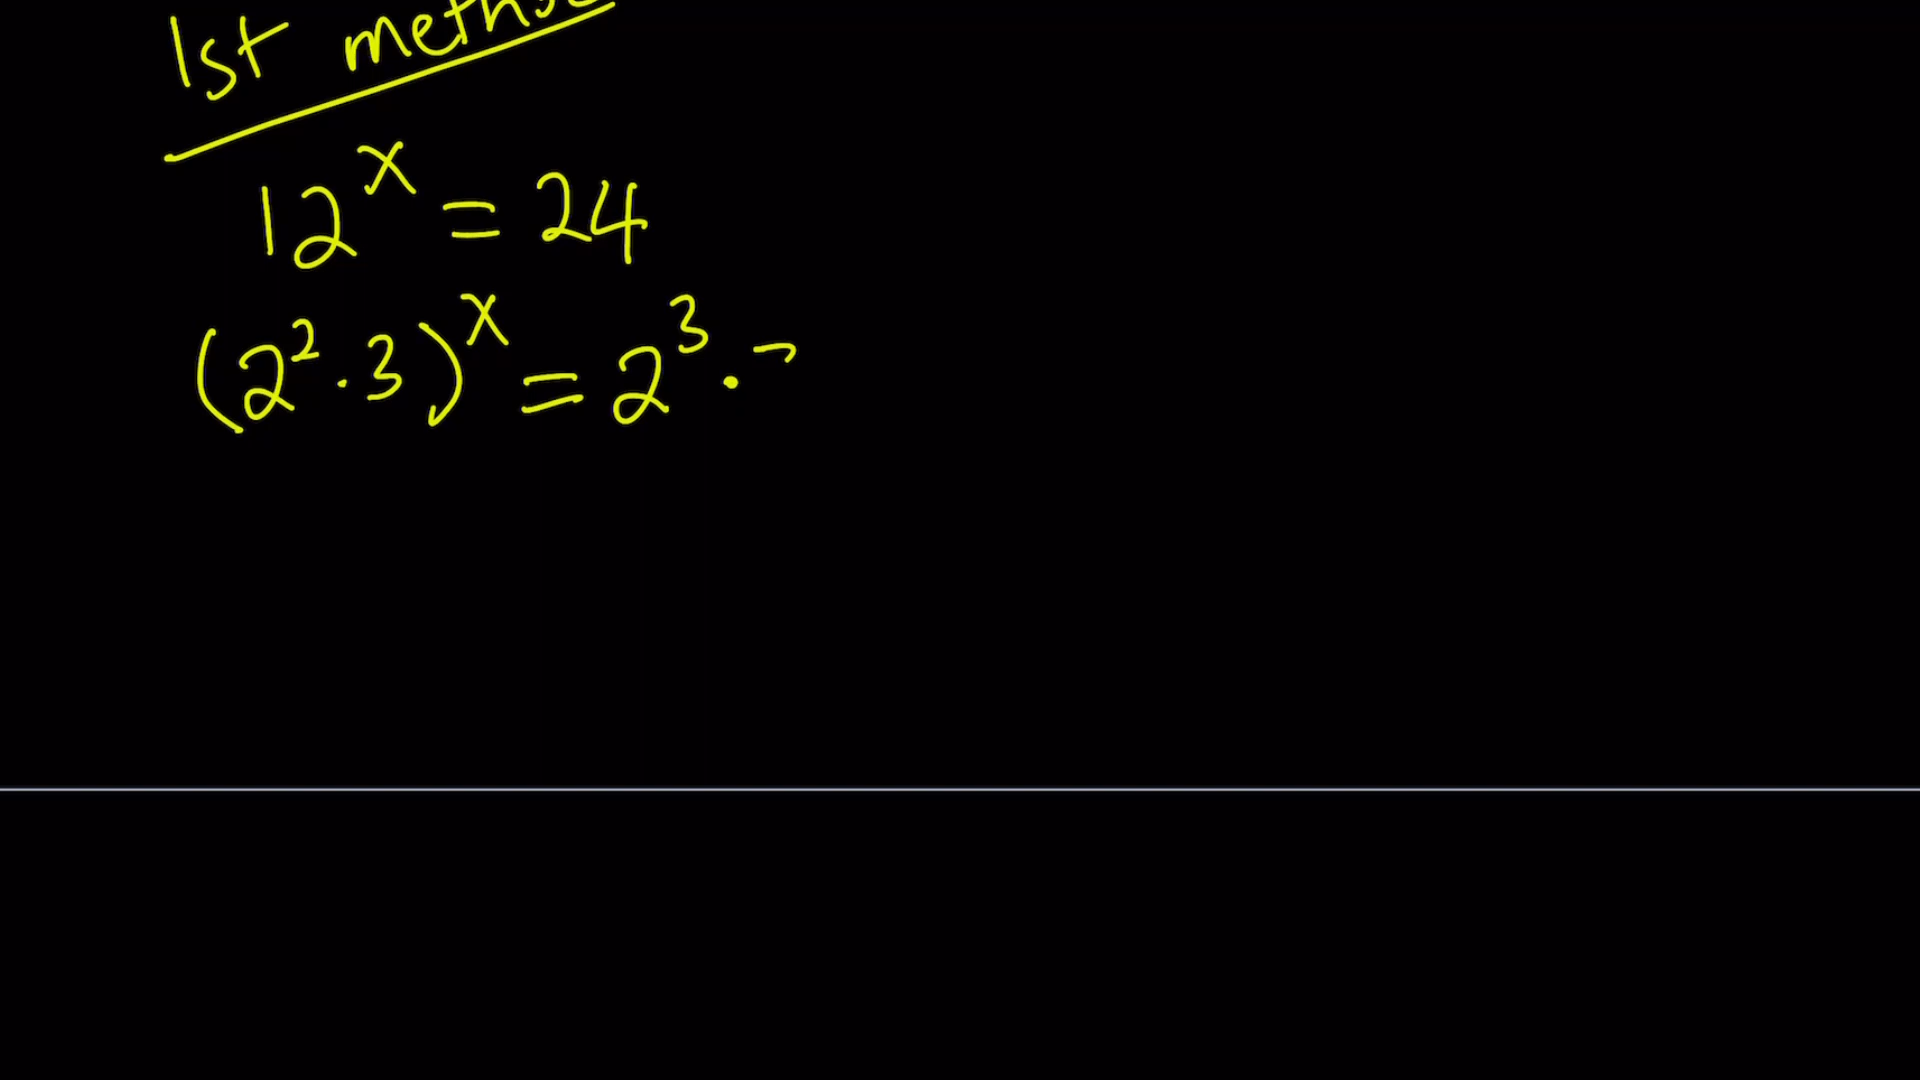 1st
12^x = 24
(2^2 · 3)^x = 2^3 ·